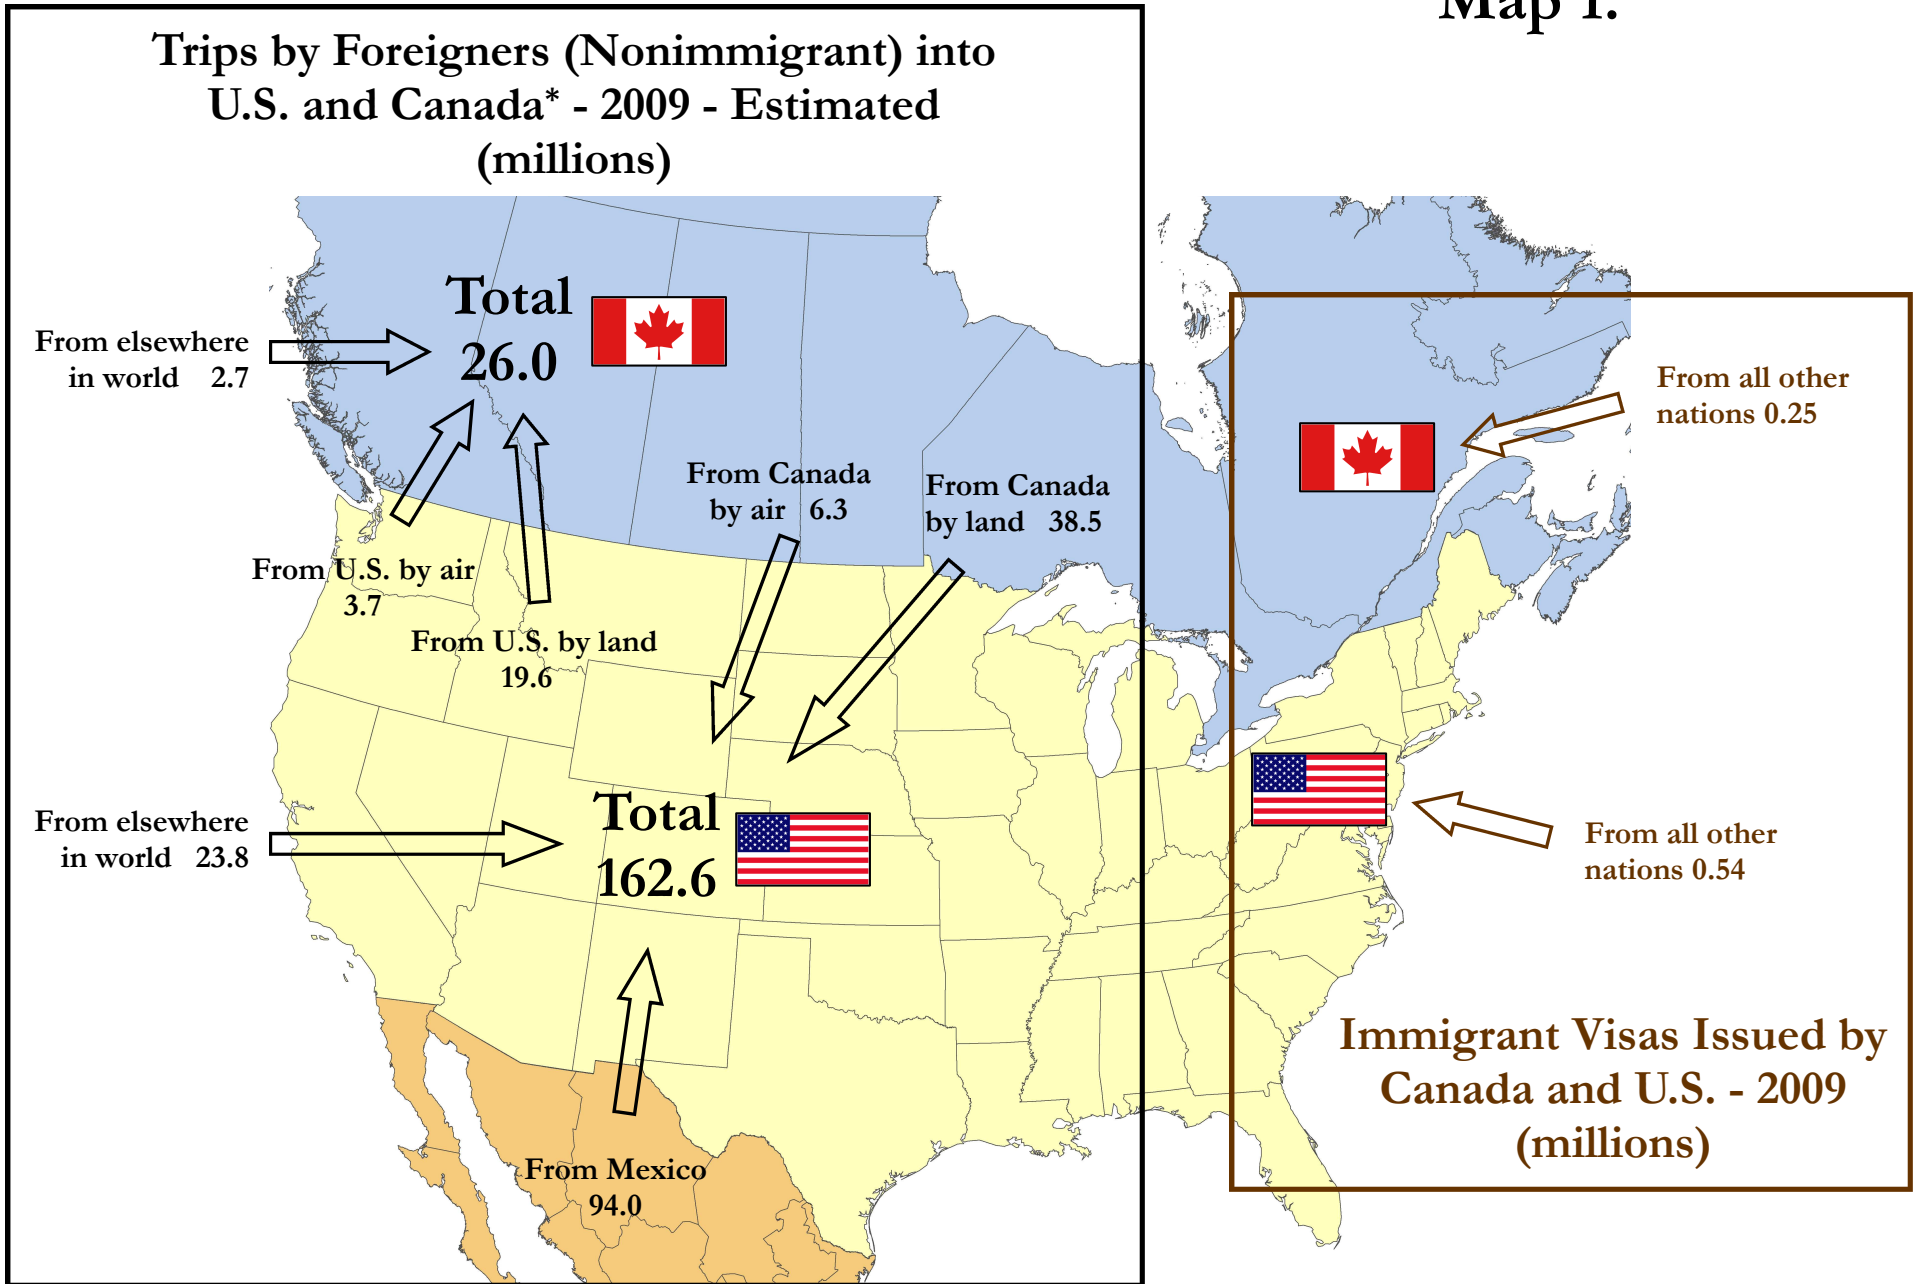 Map 1.
Trips by Foreigners (Nonimmigrant) into
U.S. and Canada* - 2009 - Estimated
(millions)
Total
26.0
From elsewhere
in world 2.7
From all other
nations 0.25
From Canada
by air 6.3
From Canada
by land 38.5
From U.S. by air
3.7
From U.S. by land
19.6
Total
162.6
From elsewhere
in world 23.8
From all other
nations 0.54
Immigrant Visas Issued by
Canada and U.S. - 2009
(millions)
From Mexico
94.0